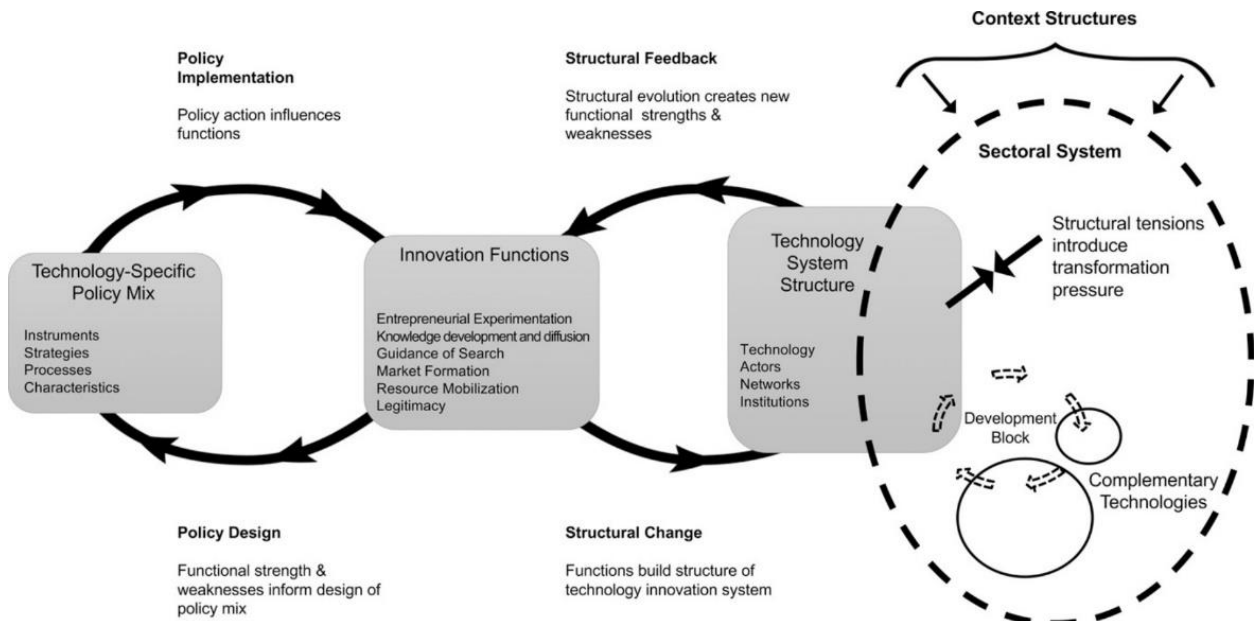 Context Structures
Policy
Implementation
Policy action influences
functions
Structural Feedback
Structural evolution creates new
functional strengths &
weaknesses
Sectoral System
Structural tensions
introduce
transformation
pressure
Technology-Specific
Policy Mix
Instruments
Strategies
Processes
Characteristics
Innovation Functions
Entrepreneurial Experimentation
Knowledge development and diffusion
Guidance of Search
Market Formation
Resource Mobilization
Legitimacy
Technology
System
Structure
Technology
Actors
Networks
Institutions
Development
Block
Complementary
Technologies
Policy Design
Functional strength &
weaknesses inform design of
policy mix
Structural Change
Functions build structure of
technology innovation system